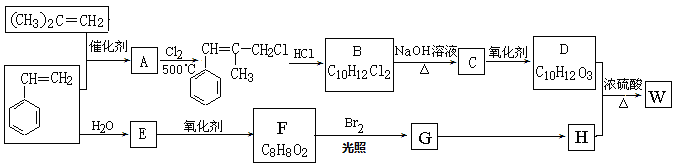 (CH₃)₂C=CH₂
CH=CH₂
催化剂
A
Cl₂
500℃
CH=C-CH₂Cl
CH₃
HCl
B
C₁₀H₁₂Cl₂
NaOH溶液
△
C
氧化剂
D
C₁₀H₁₂O₃
浓硫酸
△
W
H₂O
E
氧化剂
F
C₈H₈O₂
Br₂
光照
G
H